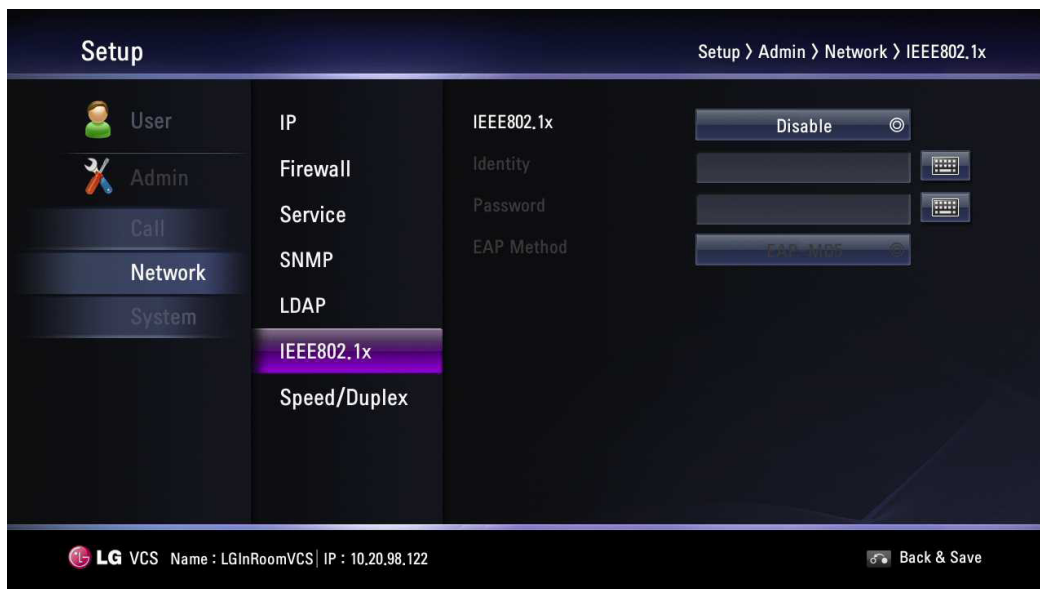 Setup
Setup > Admin > Network > IEEE802.1x
User
Admin
Call
Network
System
IP
Firewall
Service
SNMP
LDAP
IEEE802.1x
Speed/Duplex
IEEE802.1x Disable
Identity
Password
EAP Method EAP-MD5
LG VCS Name : LGInRoomVCS | IP : 10.20.98.122
Back & Save